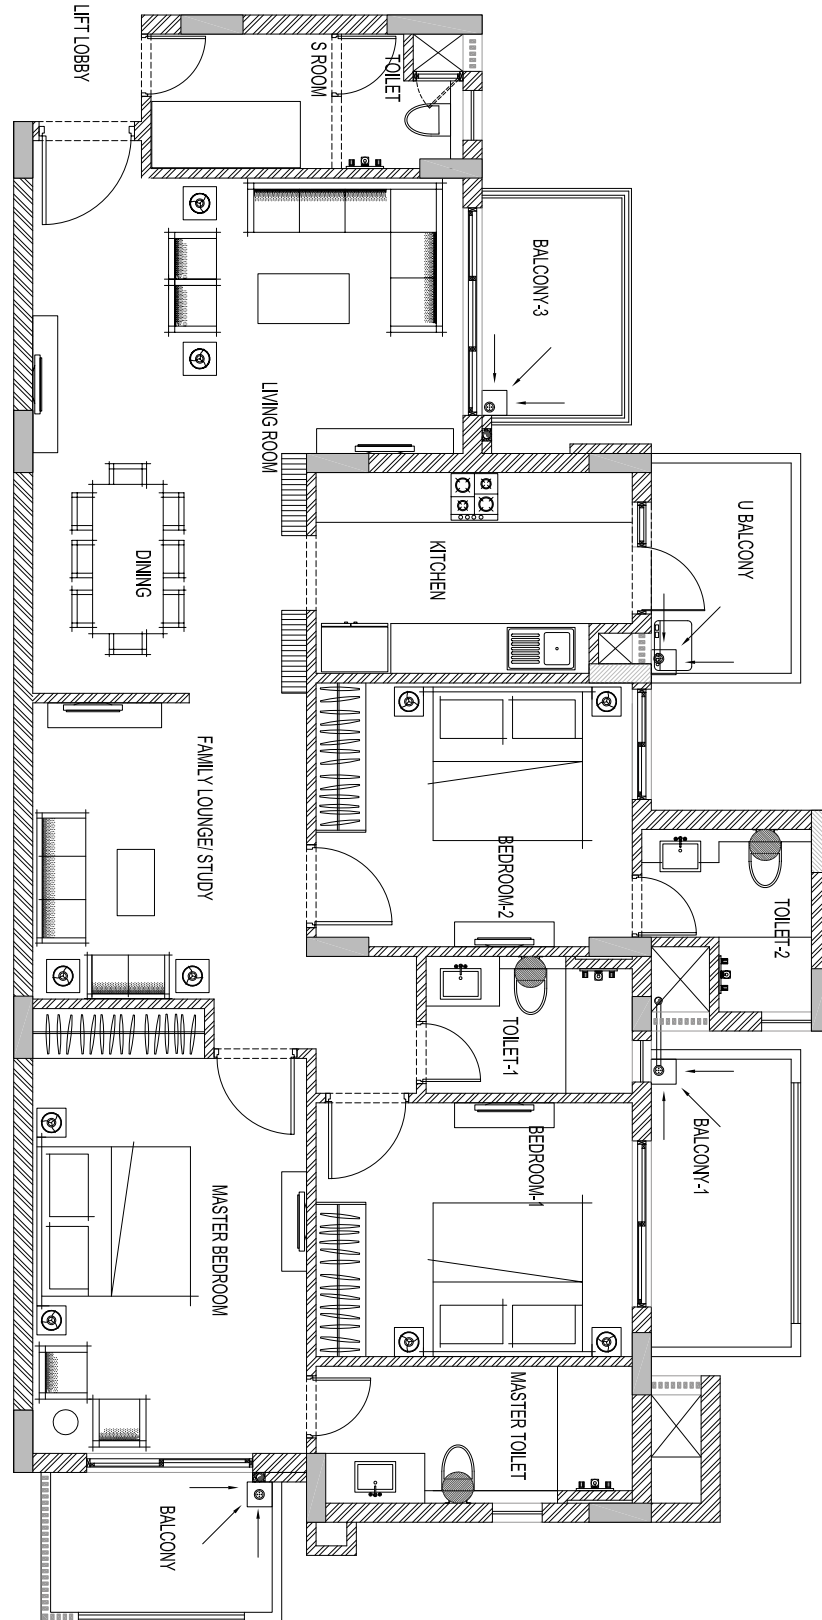 LIFT LOBBY
S ROOM
TOILET
BALCONY-3
LIVING ROOM
DINING
KITCHEN
U BALCONY
FAMILY LOUNGE/ STUDY
BEDROOM-2
TOILET-2
TOILET-1
BEDROOM-1
BALCONY-1
MASTER BEDROOM
MASTER TOILET
BALCONY